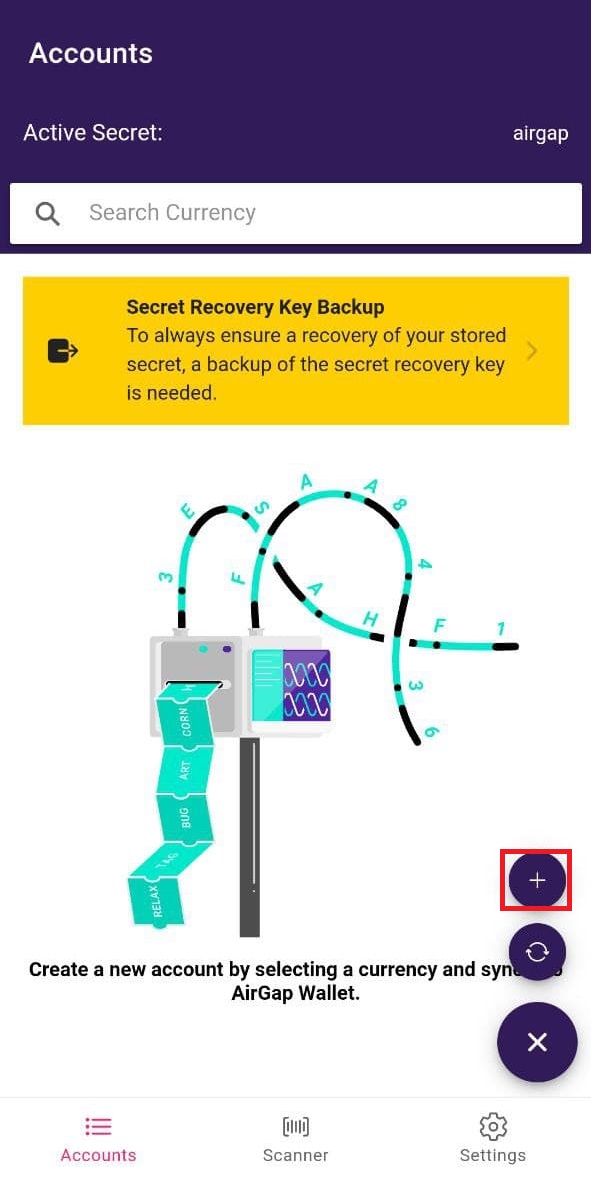 Accounts
Active Secret: airgap
Search Currency
Secret Recovery Key Backup
To always ensure a recovery of your stored
secret, a backup of the secret recovery key
is needed.
E
S
A
A
8
3
F
A
4
H
F
1
3
6
H
CORN
ART
BUG
TAG
RELAX
Create a new account by selecting a currency and
AirGap Wallet.
Accounts
Scanner
Settings